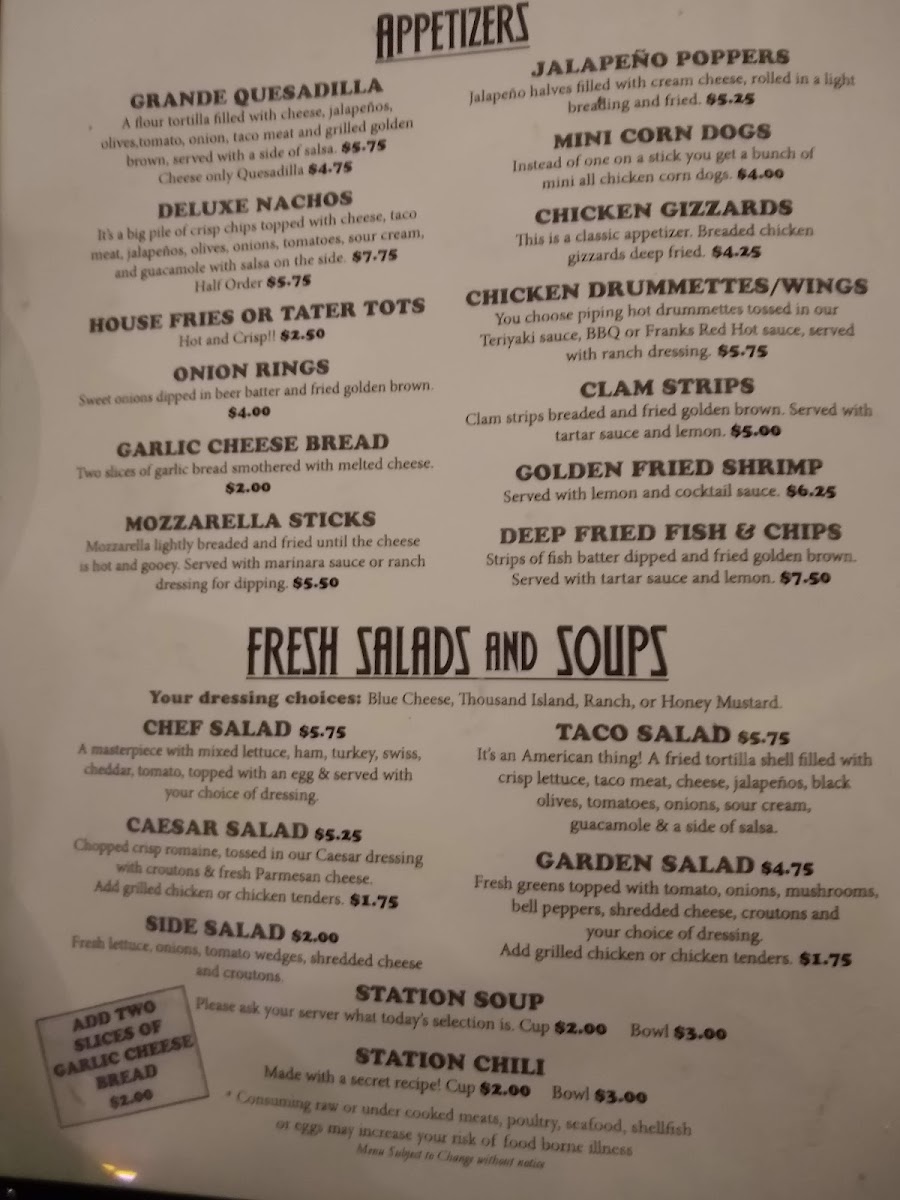 APPETIZERS
GRANDE QUESADILLA
A flour tortilla filled with cheese, jalapeños,
olives,tomato, onion, taco meat and grilled golden
brown, served with a side of salsa. $5.75
Cheese only Quesadilla $4.75
DELUXE NACHOS
It's a big pile of crisp chips topped with cheese, taco
meat, jalapeños, olives, onions, tomatoes, sour cream,
and guacamole with salsa on the side. $7.75
Half Order $5.75
HOUSE FRIES OR TATER TOTS
Hot and Crisp!! $2.50
ONION RINGS
Sweet onions dipped in beer batter and fried golden brown.
$4.00
GARLIC CHEESE BREAD
Two slices of garlic bread smothered with melted cheese.
$2.00
MOZZARELLA STICKS
Mozzarella lightly breaded and fried until the cheese
is hot and gooey. Served with marinara sauce or ranch
dressing for dipping. $5.50
JALAPEÑO POPPERS
Jalapeño halves filled with cream cheese, rolled in a light
breading and fried. $5.25
MINI CORN DOGS
Instead of one on a stick you get a bunch of
mini all chicken corn dogs. $4.00
CHICKEN GIZZARDS
This is a classic appetizer. Breaded chicken
gizzards deep fried. $4.25
CHICKEN DRUMMETTES/WINGS
You choose piping hot drummettes tossed in our
Teriyaki sauce, BBQ or Franks Red Hot sauce, served
with ranch dressing. $5.75
CLAM STRIPS
Clam strips breaded and fried golden brown. Served with
tartar sauce and lemon. $5.00
GOLDEN FRIED SHRIMP
Served with lemon and cocktail sauce. $6.25
DEEP FRIED FISH & CHIPS
Strips of fish batter dipped and fried golden brown.
Served with tartar sauce and lemon. $7.50
FRESH SALADS AND SOUPS
Your dressing choices: Blue Cheese, Thousand Island, Ranch, or Honey Mustard.
CHEF SALAD $5.75
A masterpiece with mixed lettuce, ham, turkey, swiss,
cheddar, tomato, topped with an egg & served with
your choice of dressing.
CAESAR SALAD $5.25
Chopped crisp romaine, tossed in our Caesar dressing
with croutons & fresh Parmesan cheese.
Add grilled chicken or chicken tenders. $1.75
SIDE SALAD $2.00
Fresh lettuce, onions, tomato wedges, shredded cheese
and croutons.
TACO SALAD $5.75
It's an American thing! A fried tortilla shell filled with
crisp lettuce, taco meat, cheese, jalapeños, black
olives, tomatoes, onions, sour cream,
guacamole & a side of salsa.
GARDEN SALAD $4.75
Fresh greens topped with tomato, onions, mushrooms,
bell peppers, shredded cheese, croutons and
your choice of dressing.
Add grilled chicken or chicken tenders. $1.75
STATION SOUP
Please ask your server what today's selection is. Cup $2.00 Bowl $3.00
STATION CHILI
Made with a secret recipe! Cup $2.00 Bowl $3.00
ADD TWO
SLICES OF
GARLIC CHEESE
BREAD
$2.00
* Consuming raw or under cooked meats, poultry, seafood, shellfish
or eggs may increase your risk of food borne illness
Menu Subject to Change without notice